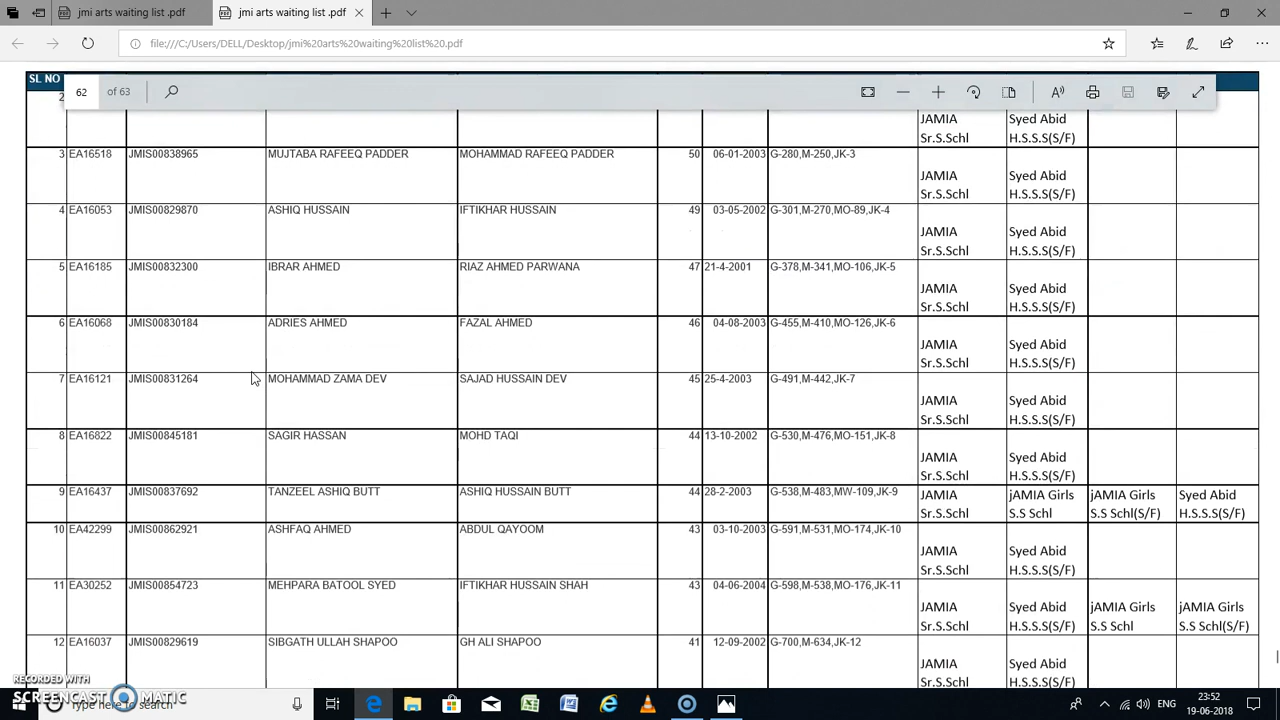 jmi arts waiting list .pdf
jmi arts waiting list .pdf
file:///C:/Users/DELL/Desktop/jmi%20arts%20waiting%20list%20.pdf
SL NO
62 of 63
2 JAMIA Syed Abid
Sr.S.Schl H.S.S.S(S/F)
3 EA16518 JMIS00838965 MUJTABA RAFEEQ PADDER MOHAMMAD RAFEEQ PADDER 50 06-01-2003 G-280,M-250,JK-3
JAMIA Syed Abid
Sr.S.Schl H.S.S.S(S/F)
4 EA16053 JMIS00829870 ASHIQ HUSSAIN IFTIKHAR HUSSAIN 49 03-05-2002 G-301,M-270,MO-89,JK-4
JAMIA Syed Abid
Sr.S.Schl H.S.S.S(S/F)
5 EA16185 JMIS00832300 IBRAR AHMED RIAZ AHMED PARWANA 47 21-4-2001 G-378,M-341,MO-106,JK-5
JAMIA Syed Abid
Sr.S.Schl H.S.S.S(S/F)
6 EA16068 JMIS00830184 ADRIES AHMED FAZAL AHMED 46 04-08-2003 G-455,M-410,MO-126,JK-6
JAMIA Syed Abid
Sr.S.Schl H.S.S.S(S/F)
7 EA16121 JMIS00831264 MOHAMMAD ZAMA DEV SAJAD HUSSAIN DEV 45 25-4-2003 G-491,M-442,JK-7
JAMIA Syed Abid
Sr.S.Schl H.S.S.S(S/F)
8 EA16822 JMIS00845181 SAGIR HASSAN MOHD TAQI 44 13-10-2002 G-530,M-476,MO-151,JK-8
JAMIA Syed Abid
Sr.S.Schl H.S.S.S(S/F)
9 EA16437 JMIS00837692 TANZEEL ASHIQ BUTT ASHIQ HUSSAIN BUTT 44 28-2-2003 G-538,M-483,MW-109,JK-9 JAMIA jAMIA Girls jAMIA Girls Syed Abid
Sr.S.Schl S.S Schl S.S Schl(S/F) H.S.S.S(S/F)
10 EA42299 JMIS00862921 ASHFAQ AHMED ABDUL QAYOOM 43 03-10-2003 G-591,M-531,MO-174,JK-10
JAMIA Syed Abid
Sr.S.Schl H.S.S.S(S/F)
11 EA30252 JMIS00854723 MEHPARA BATOOL SYED IFTIKHAR HUSSAIN SHAH 43 04-06-2004 G-598,M-538,MO-176,JK-11
JAMIA Syed Abid jAMIA Girls jAMIA Girls
Sr.S.Schl H.S.S.S(S/F) S.S Schl S.S Schl(S/F)
12 EA16037 JMIS00829619 SIBGATH ULLAH SHAPOO GH ALI SHAPOO 41 12-09-2002 G-700,M-634,JK-12
JAMIA Syed Abid
Sr.S.Schl H.S.S.S(S/F)
RECORDED WITH
SCREENCAST MATIC
Type here to search
ENG
23:52
19-06-2018